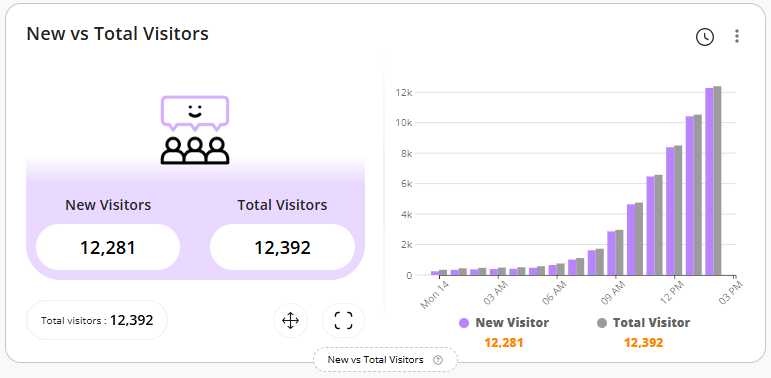 New vs Total Visitors
New Visitors
Total Visitors
12,281
12,392
Total visitors : 12,392
12k
10k
8k
6k
4k
2k
0
Mon 14
03 AM
06 AM
09 AM
12 PM
03 PM
New Visitor
Total Visitor
12,281
12,392
New vs Total Visitors ?